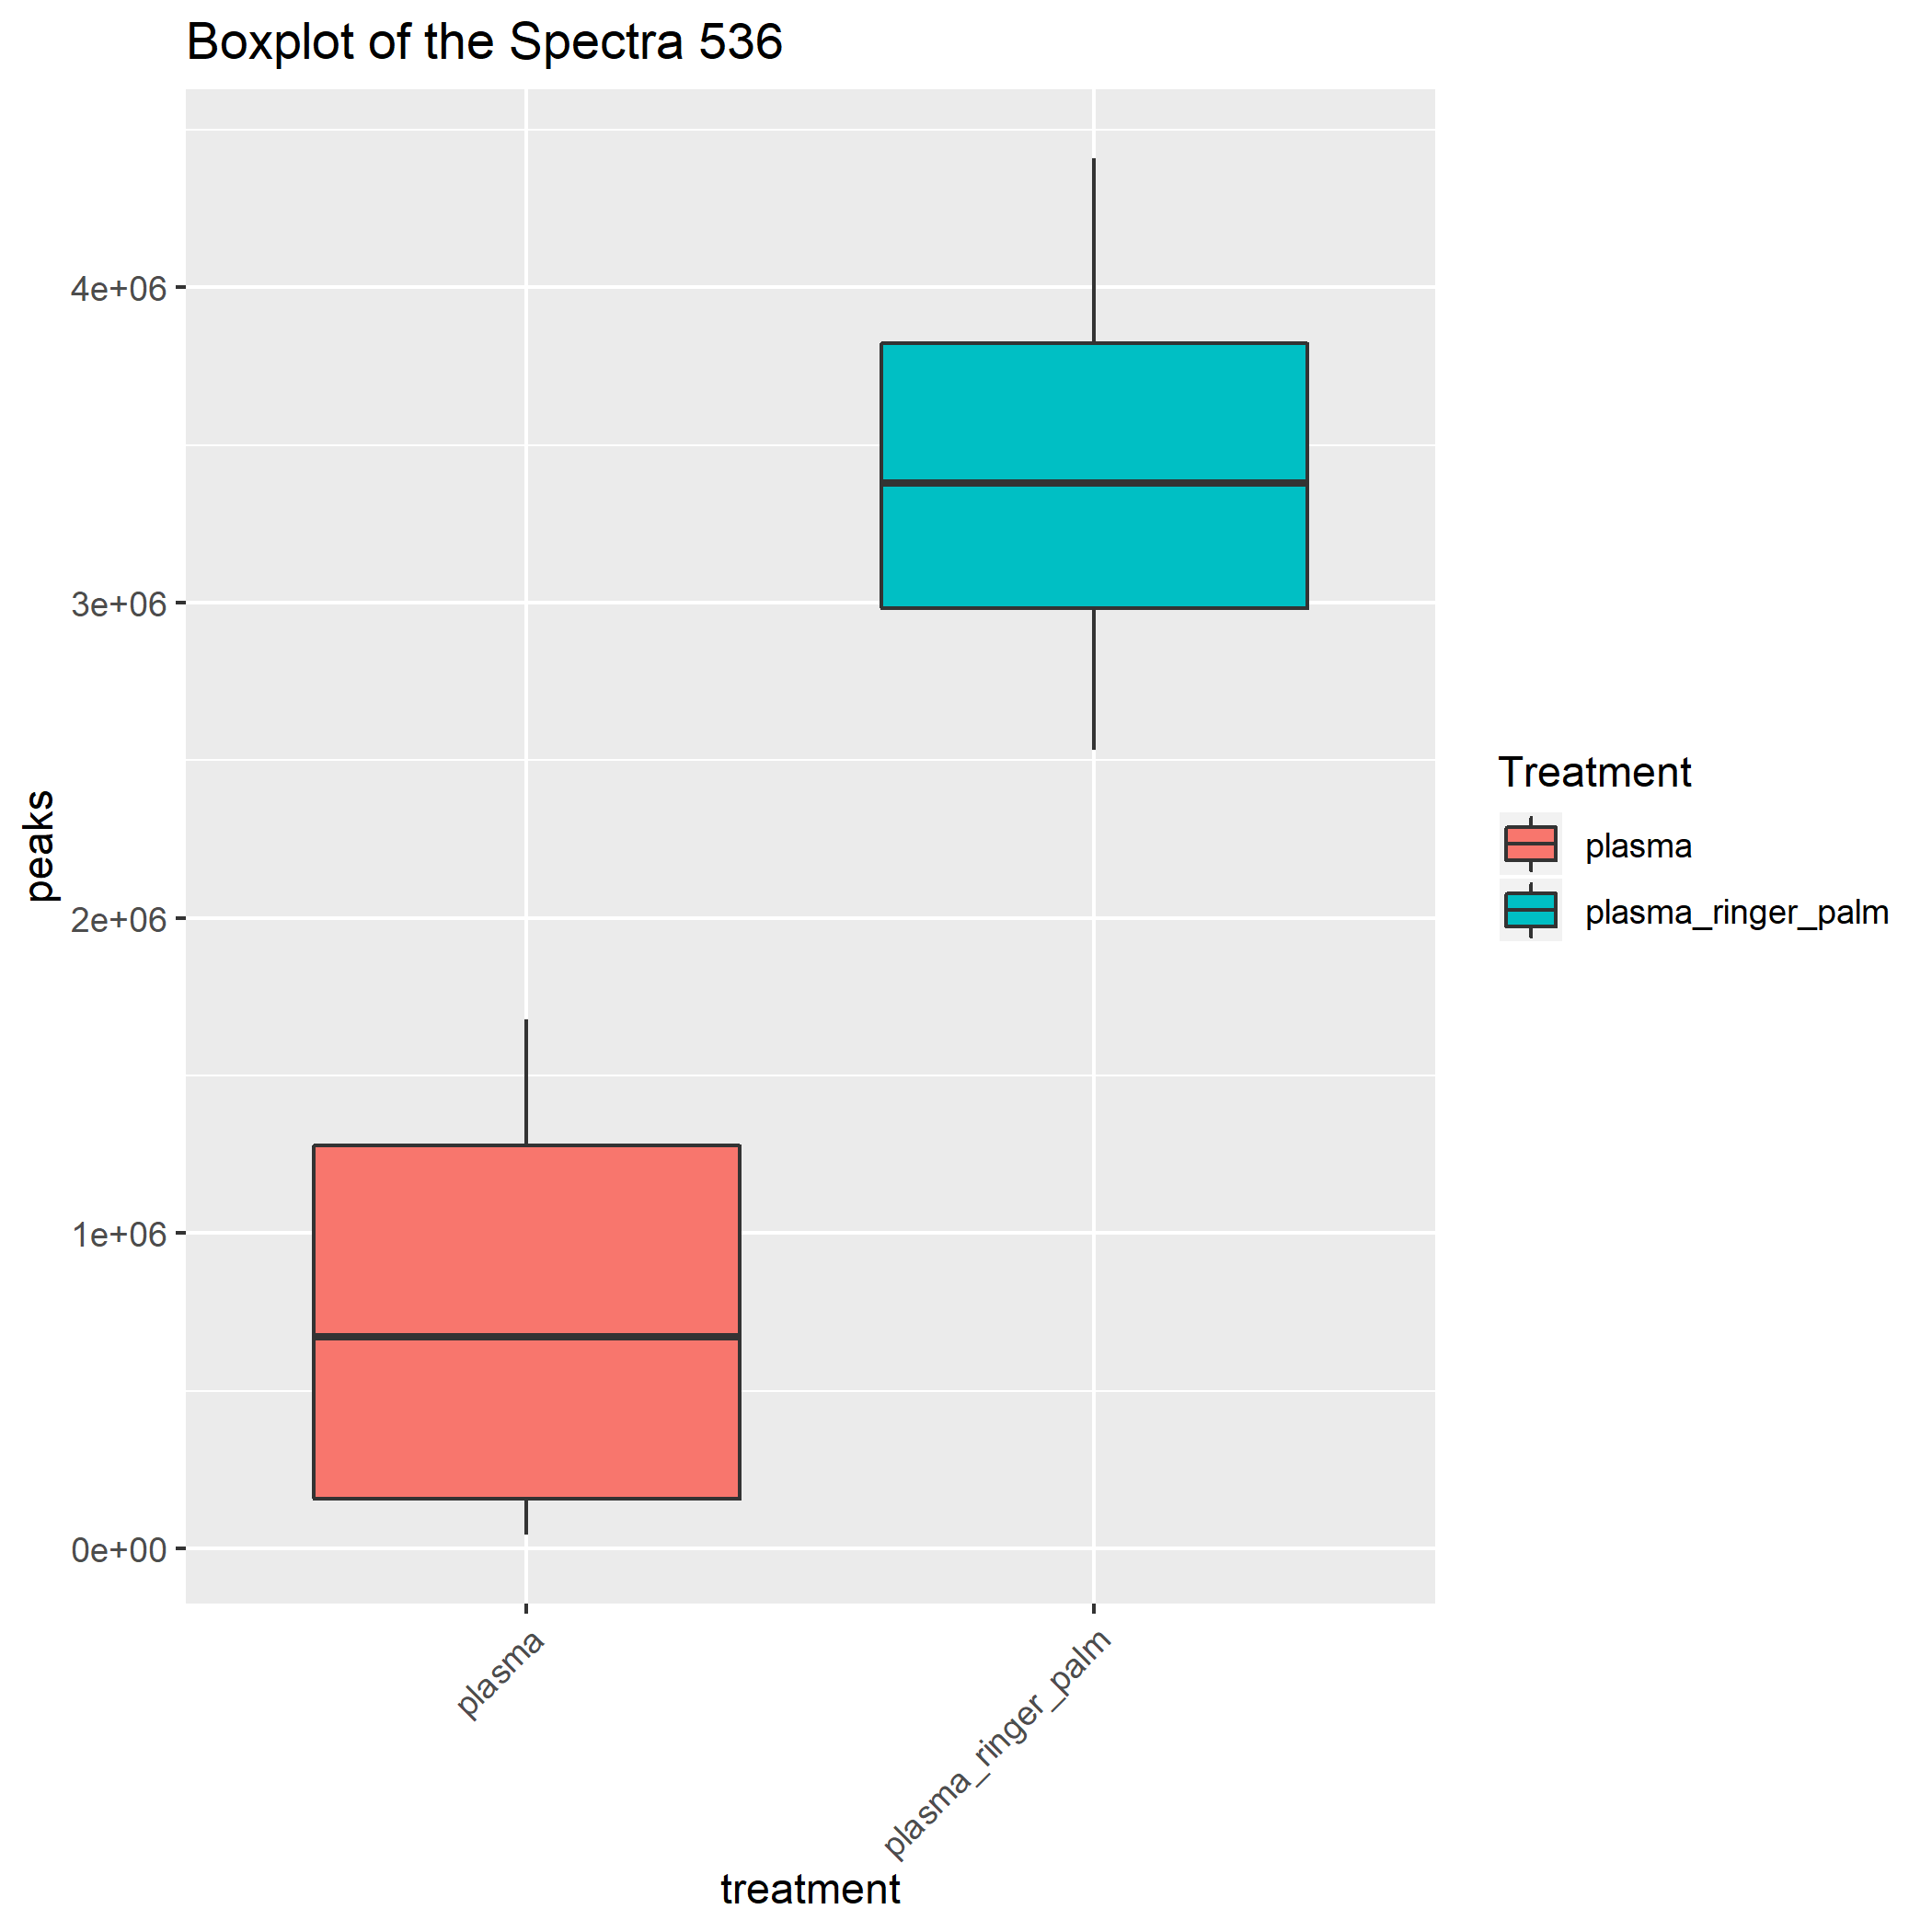 Boxplot of the Spectra 536
peaks
4e+06
3e+06
2e+06
1e+06
0e+00
plasma
plasma_ringer_palm
treatment
Treatment
plasma
plasma_ringer_palm